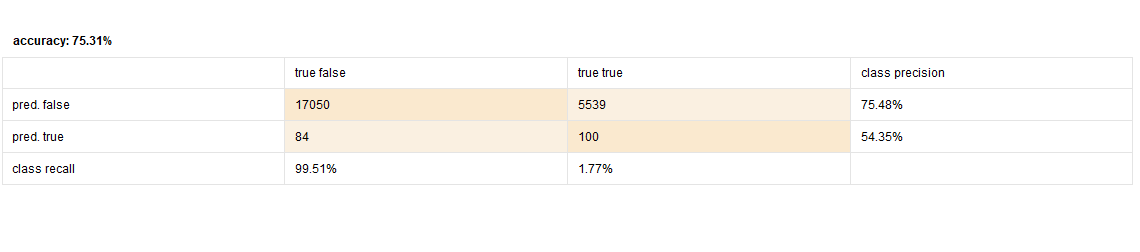 accuracy: 75.31%
true false true true class precision
pred. false 17050 5539 75.48%
pred. true 84 100 54.35%
class recall 99.51% 1.77%